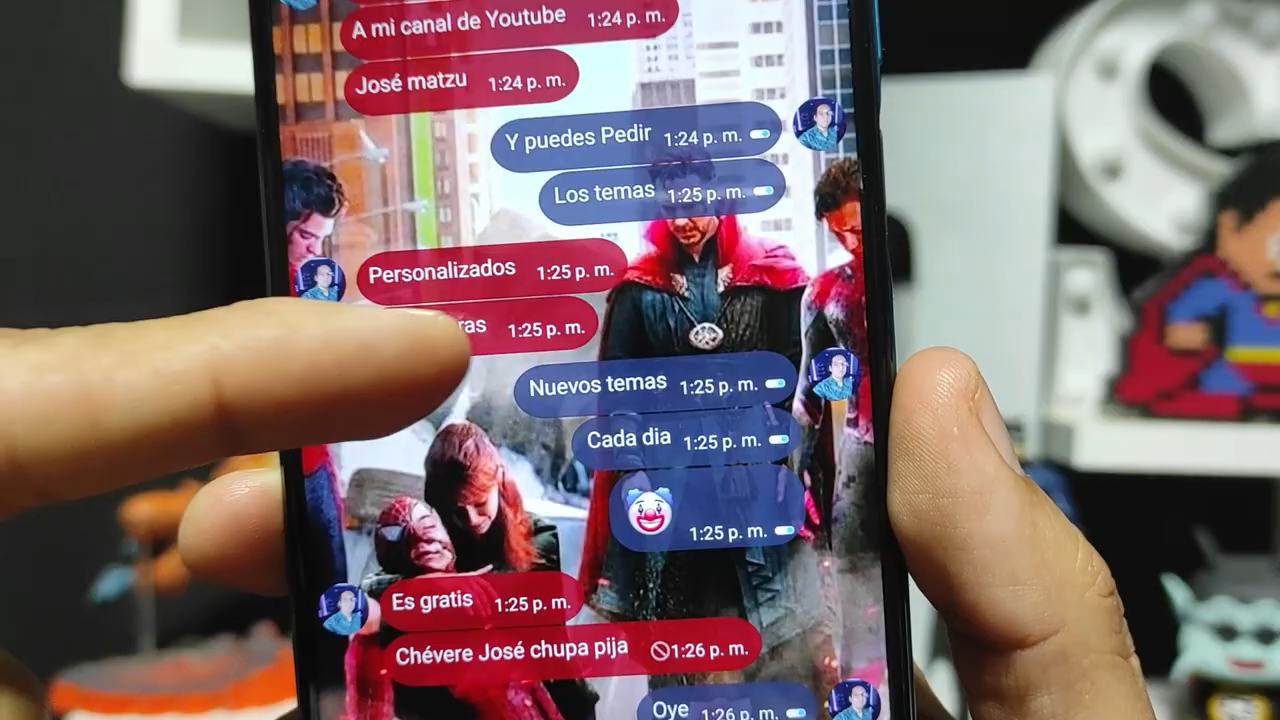 A mi canal de Youtube 1:24 p. m.
José matzu 1:24 p. m.
Y puedes Pedir 1:24 p. m.
Los temas 1:25 p. m.
Personalizados 1:25 p. m.
ras 1:25 p. m.
Nuevos temas 1:25 p. m.
Cada dia 1:25 p. m.
1:25 p. m.
Es gratis 1:25 p. m.
Chévere José chupa pija 1:26 p. m.
Oye 1:26 p. m.